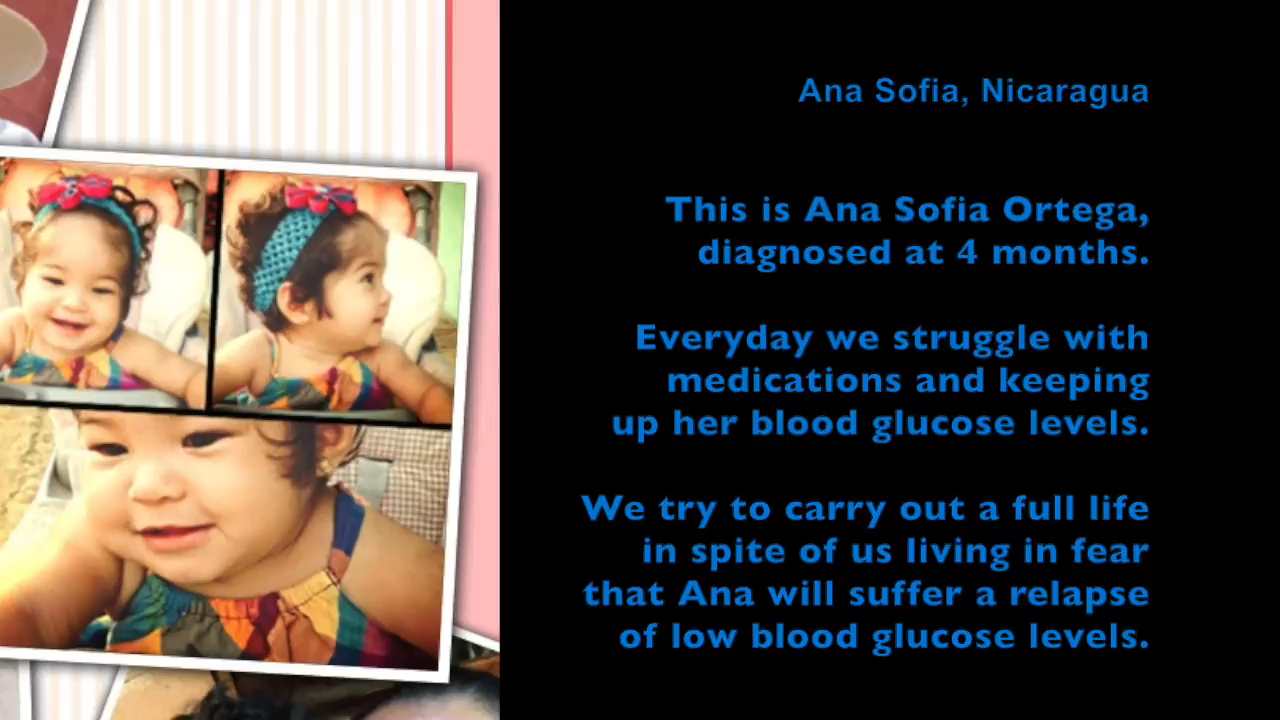 Ana Sofia, Nicaragua
This is Ana Sofia Ortega,
diagnosed at 4 months.
Everyday we struggle with
medications and keeping
up her blood glucose levels.
We try to carry out a full life
in spite of us living in fear
that Ana will suffer a relapse
of low blood glucose levels.